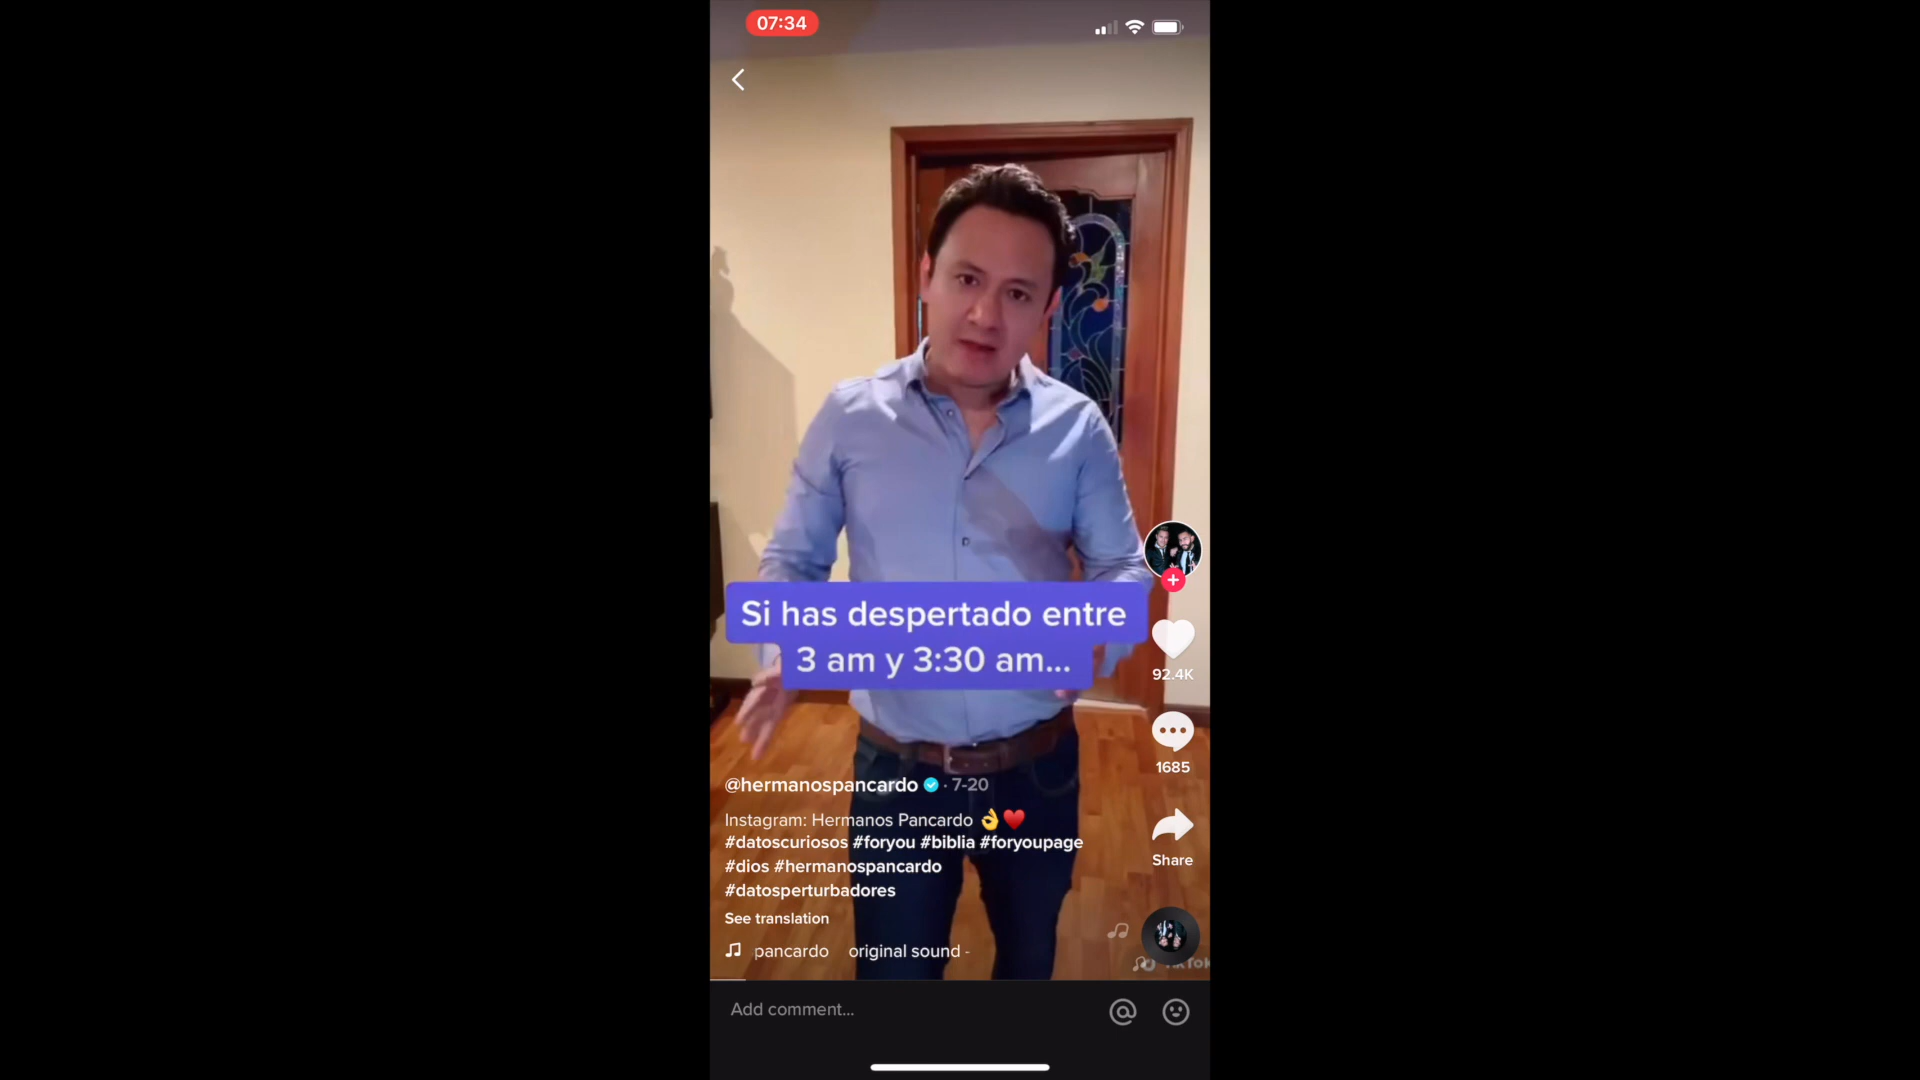 07:34
Si has despertado entre
3 am y 3:30 am...
92.4K
1685
@hermanospancardo · 7-20
Instagram: Hermanos Pancardo 👌♥️
#datoscuriosos #foryou #biblia #foryoupage
#dios #hermanospancardo
#datosperturbadores
Share
See translation
pancardo original sound -
TikTok
Add comment...